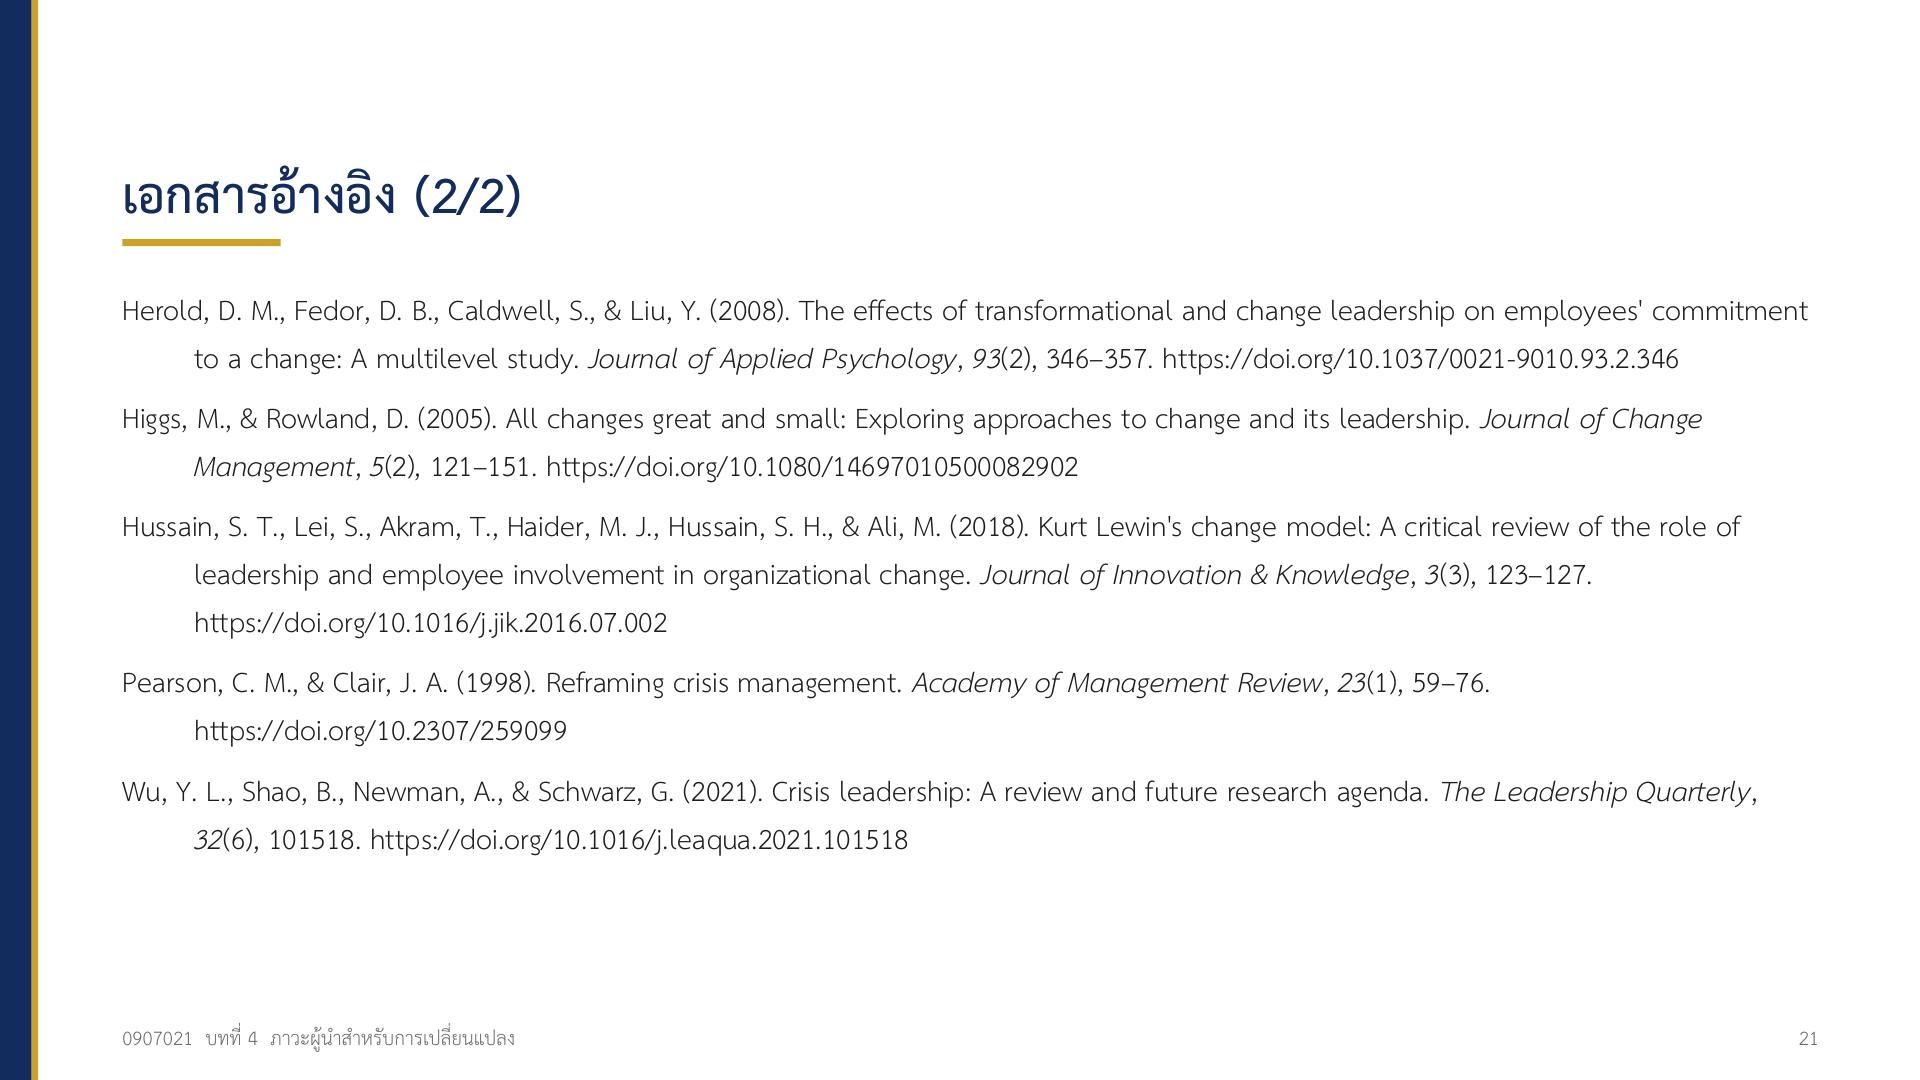 เอกสารอ้างอิง (2/2)
Herold, D. M., Fedor, D. B., Caldwell, S., & Liu, Y. (2008). The effects of transformational and change leadership on employees' commitment
to a change: A multilevel study. Journal of Applied Psychology, 93(2), 346–357. https://doi.org/10.1037/0021-9010.93.2.346
Higgs, M., & Rowland, D. (2005). All changes great and small: Exploring approaches to change and its leadership. Journal of Change
Management, 5(2), 121–151. https://doi.org/10.1080/14697010500082902
Hussain, S. T., Lei, S., Akram, T., Haider, M. J., Hussain, S. H., & Ali, M. (2018). Kurt Lewin's change model: A critical review of the role of
leadership and employee involvement in organizational change. Journal of Innovation & Knowledge, 3(3), 123–127.
https://doi.org/10.1016/j.jik.2016.07.002
Pearson, C. M., & Clair, J. A. (1998). Reframing crisis management. Academy of Management Review, 23(1), 59–76.
https://doi.org/10.2307/259099
Wu, Y. L., Shao, B., Newman, A., & Schwarz, G. (2021). Crisis leadership: A review and future research agenda. The Leadership Quarterly,
32(6), 101518. https://doi.org/10.1016/j.leaqua.2021.101518
0907021 บทที่ 4 ภาวะผู้นำสำหรับการเปลี่ยนแปลง
21